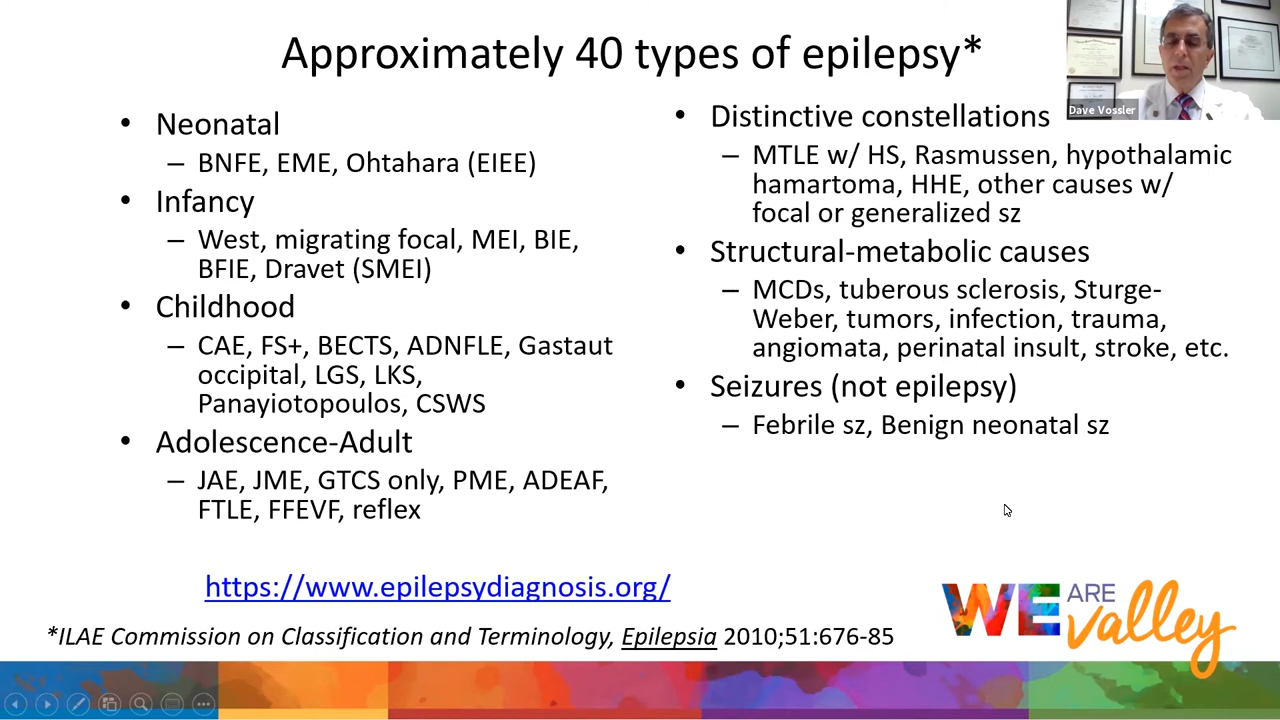 Approximately 40 types of epilepsy*
Dave Vossler
• Neonatal
– BNFE, EME, Ohtahara (EIEE)
• Infancy
– West, migrating focal, MEI, BIE,
BFIE, Dravet (SMEI)
• Childhood
– CAE, FS+, BECTS, ADNFLE, Gastaut
occipital, LGS, LKS,
Panayiotopoulos, CSWS
• Adolescence-Adult
– JAE, JME, GTCS only, PME, ADEAF,
FTLE, FFEVF, reflex
• Distinctive constellations
– MTLE w/ HS, Rasmussen, hypothalamic
hamartoma, HHE, other causes w/
focal or generalized sz
• Structural-metabolic causes
– MCDs, tuberous sclerosis, Sturge-
Weber, tumors, infection, trauma,
angiomata, perinatal insult, stroke, etc.
• Seizures (not epilepsy)
– Febrile sz, Benign neonatal sz
https://www.epilepsydiagnosis.org/
*ILAE Commission on Classification and Terminology, Epilepsia 2010;51:676-85
WE ARE
valley